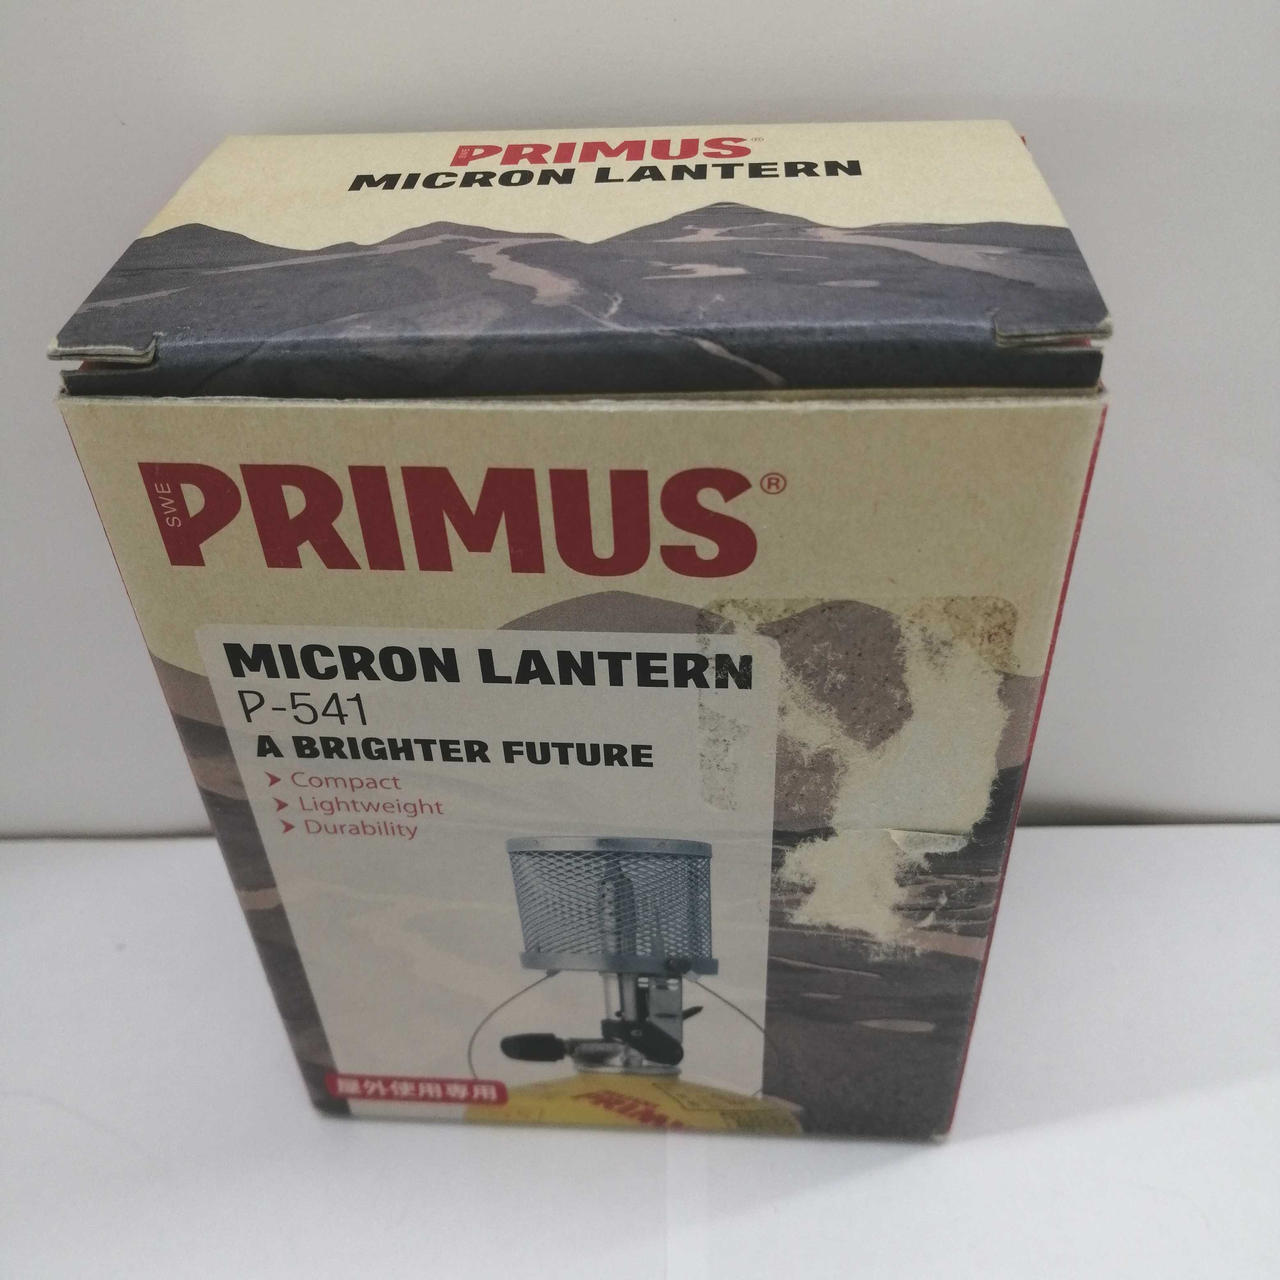 SWE PRIMUS®
MICRON LANTERN
SWE PRIMUS®
MICRON LANTERN
P-541
A BRIGHTER FUTURE
Compact
Lightweight
Durability
屋外使用専用
PRIMUS